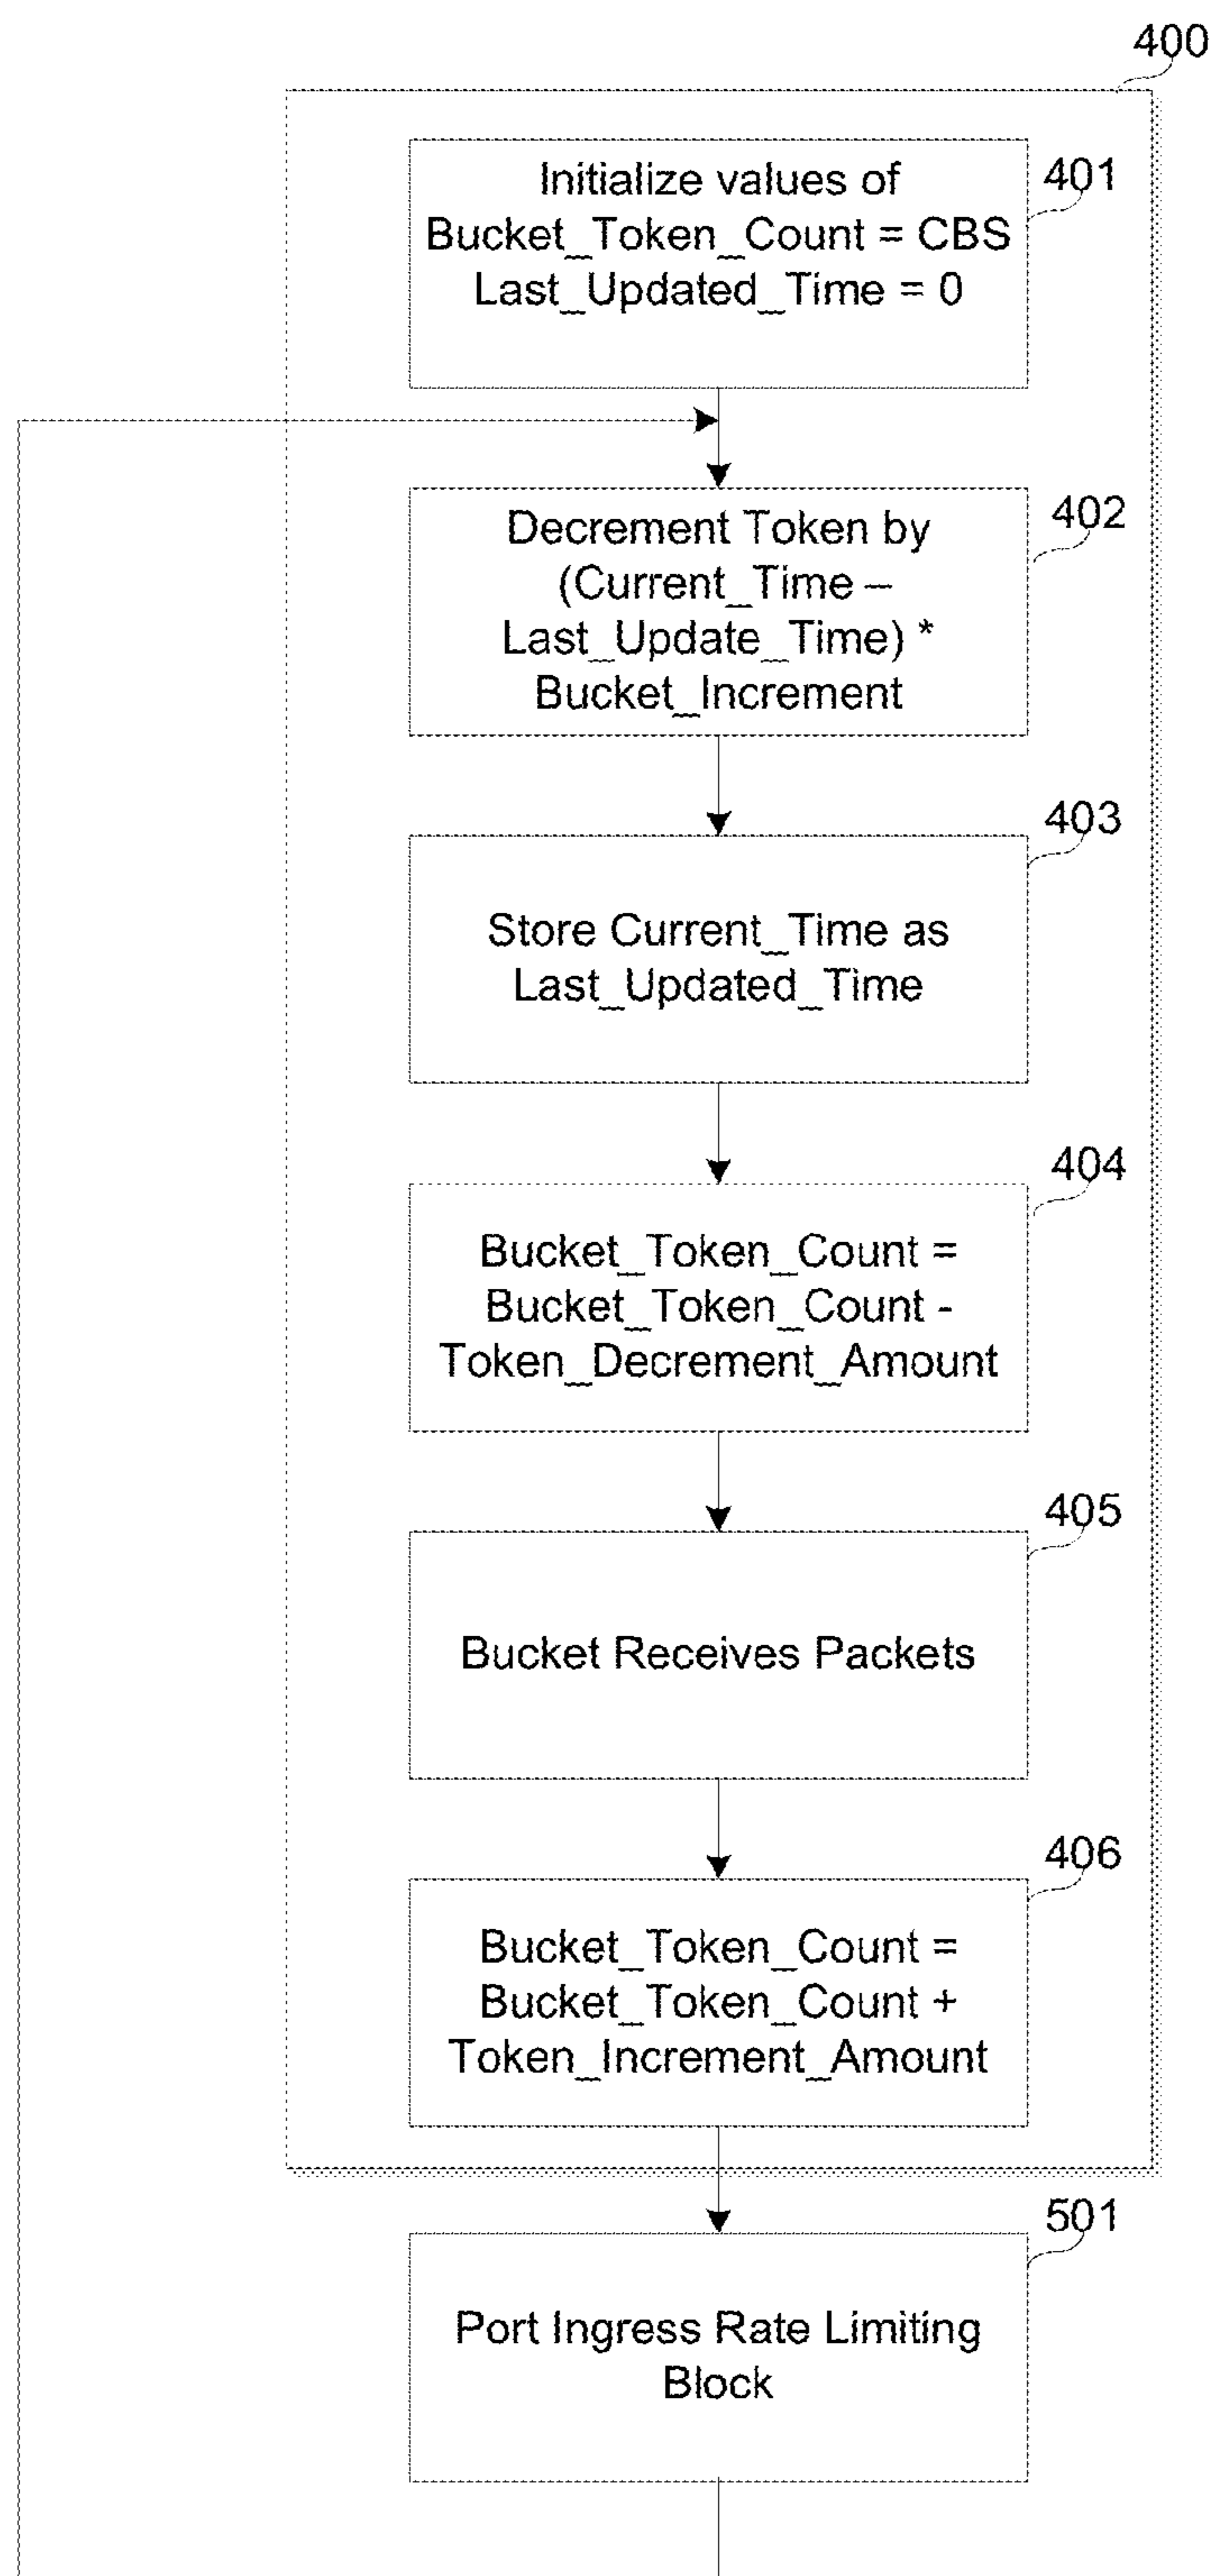 400
Initialize values of
Bucket_Token_Count = CBS
Last_Updated_Time = 0
401
Decrement Token by
(Current_Time –
Last_Update_Time) *
Bucket_Increment
402
Store Current_Time as
Last_Updated_Time
403
Bucket_Token_Count =
Bucket_Token_Count -
Token_Decrement_Amount
404
Bucket Receives Packets
405
Bucket_Token_Count =
Bucket_Token_Count +
Token_Increment_Amount
406
Port Ingress Rate Limiting
Block
501